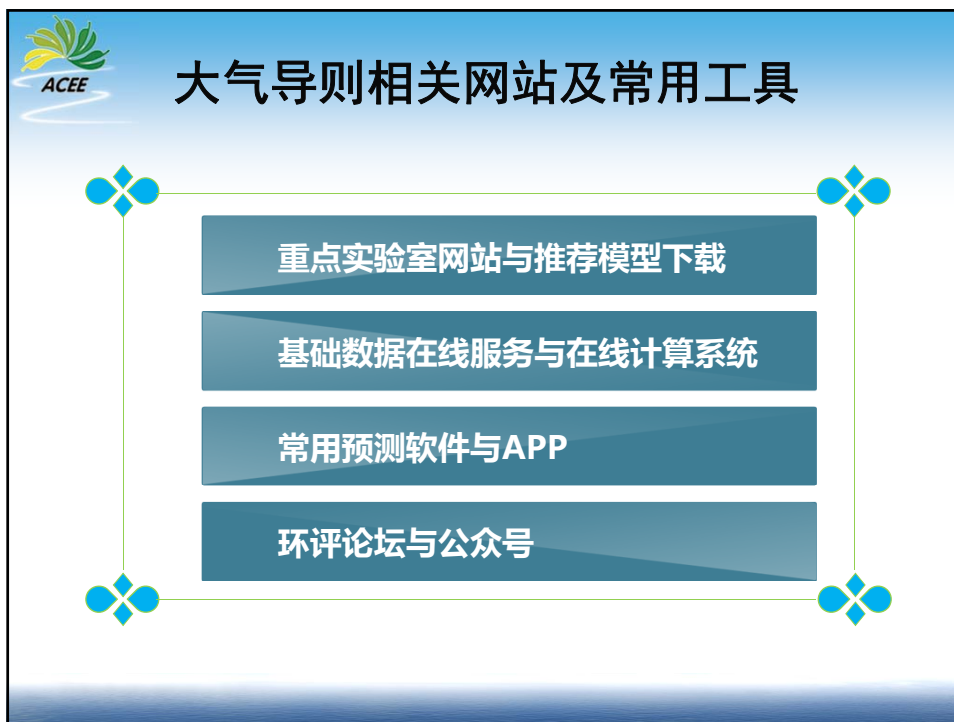 ACEE
大气导则相关网站及常用工具
重点实验室网站与推荐模型下载
基础数据在线服务与在线计算系统
常用预测软件与APP
环评论坛与公众号